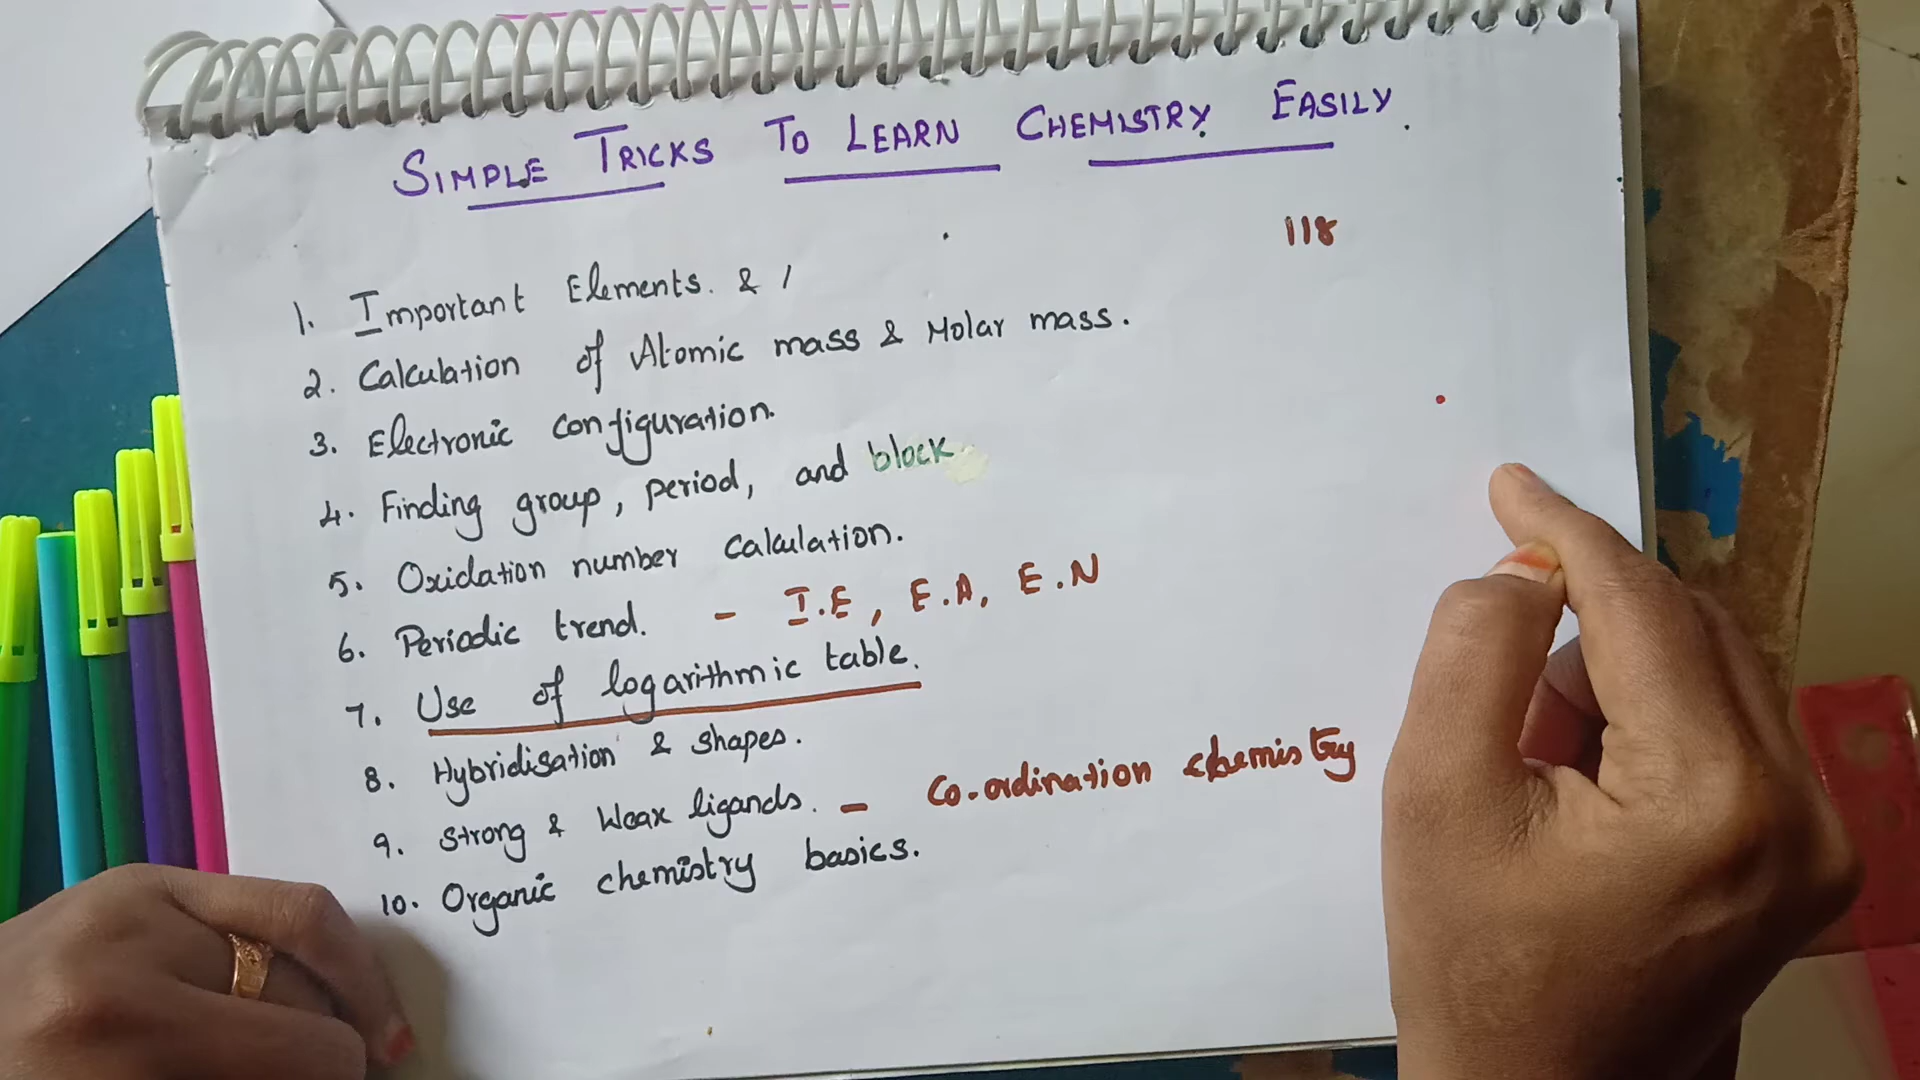 SIMPLE TRICKS TO LEARN CHEMISTRY EASILY.
118
1. Important Elements. & /
2. Calculation of Atomic mass & Molar mass.
3. Electronic configuration.
4. Finding group, period, and block.
5. Oxidation number calculation.
6. Periodic trend. - I.E, E.A, E.N
7. Use of logarithmic table.
8. Hybridisation & shapes.
9. Strong & Weak ligands. - Co-ordination chemistry
10. Organic chemistry basics.